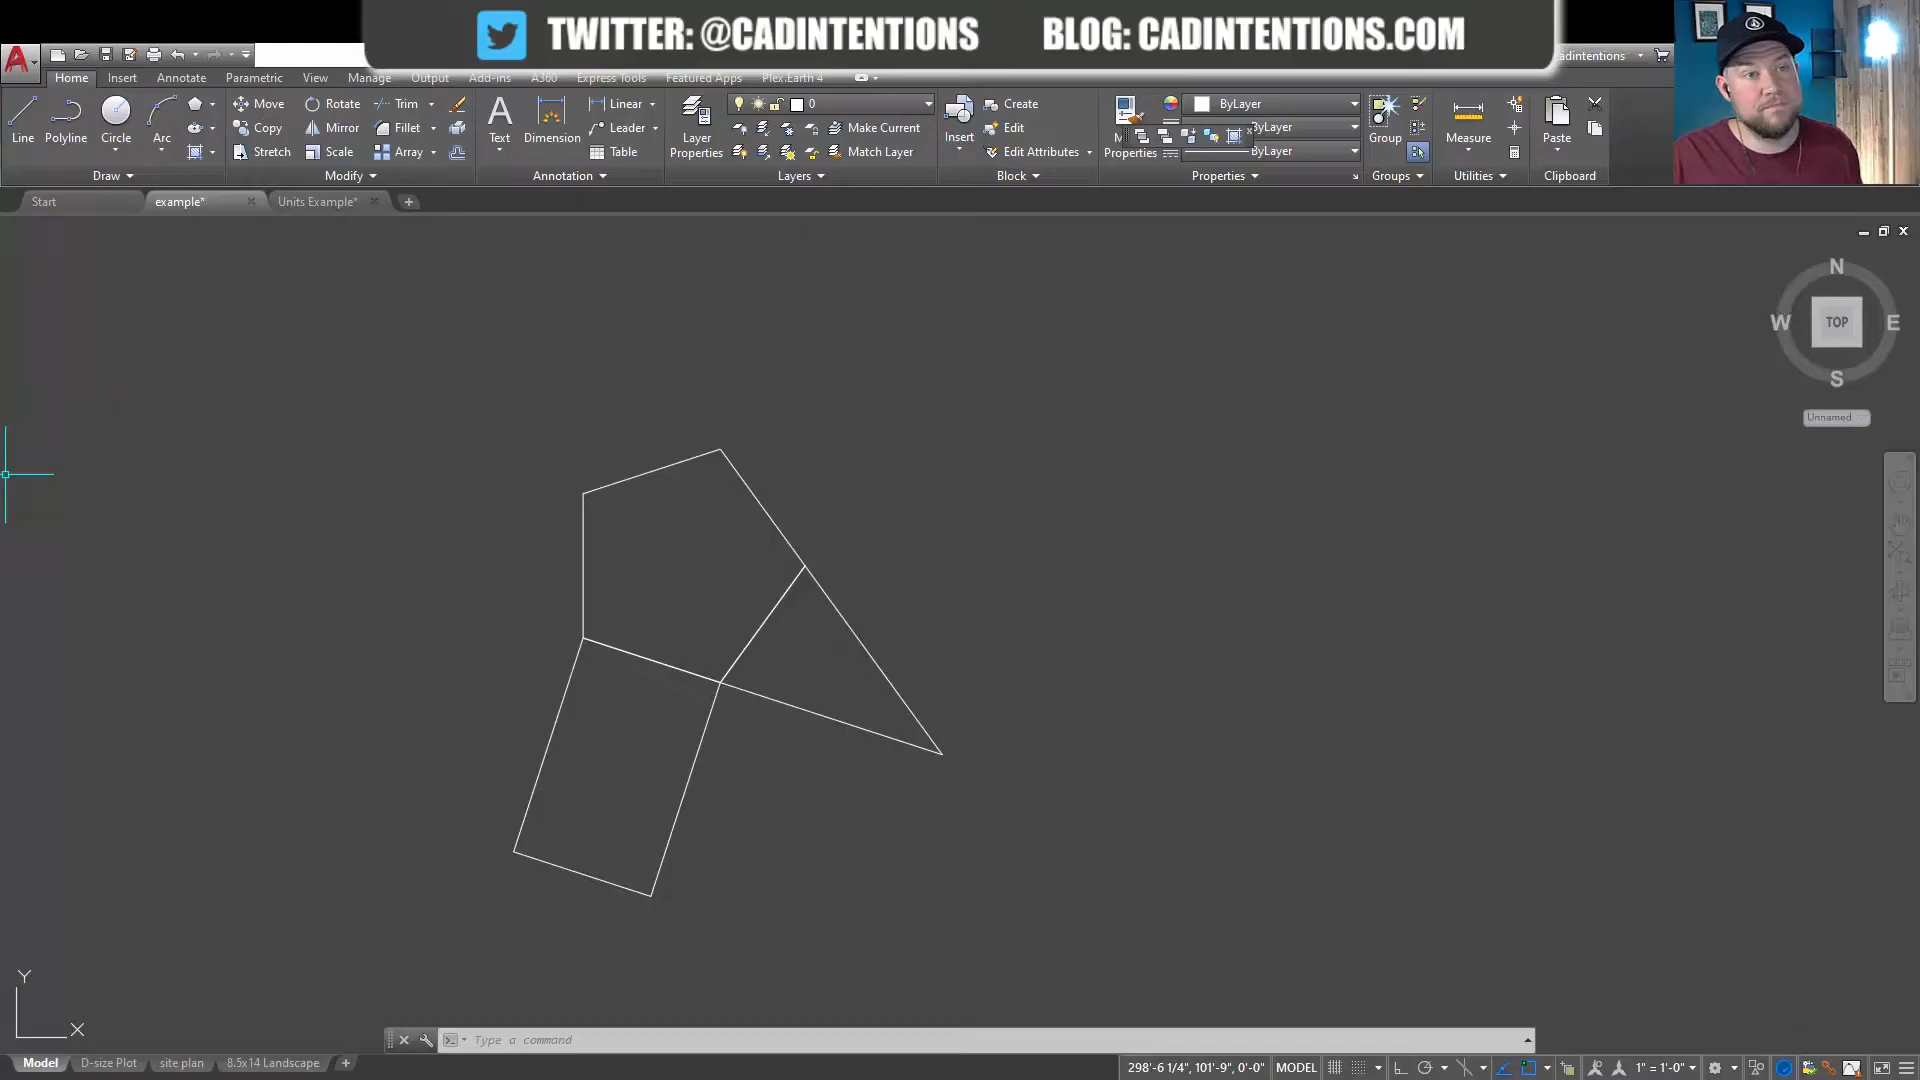 TWITTER: @CADINTENTIONS BLOG: CADINTENTIONS.COM
cadintentions
Home Insert Annotate Parametric View Manage Output Add-ins A360 Express Tools Featured Apps Plex.Earth 4
Line Polyline Circle Arc
Move Rotate Trim
Copy Mirror Fillet
Stretch Scale Array
Text Dimension
Linear
Leader
Table
Layer Properties
0
Make Current
Match Layer
Insert
Create
Edit
Edit Attributes
Properties
ByLayer
ByLayer
ByLayer
Group
Measure
Paste
Draw Modify Annotation Layers Block Properties Groups Utilities Clipboard
Start example* Units Example*
N
W TOP E
S
Unnamed
Y
X
Type a command
Model D-size Plot site plan 8.5x14 Landscape
298'-6 1/4", 101'-9", 0'-0" MODEL 1" = 1'-0"